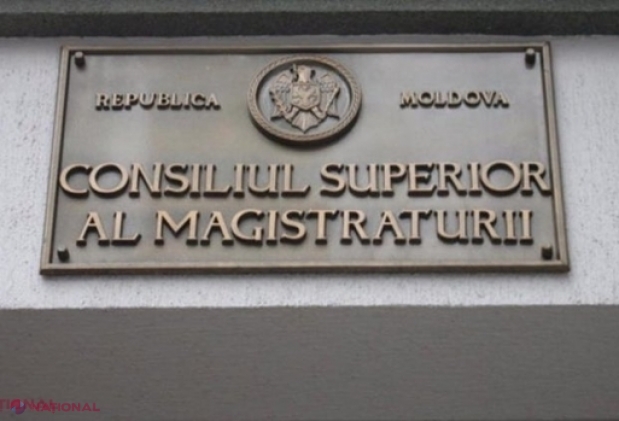 REPUBLICA MOLDOVA
CONSILIUL SUPERIOR
AL MAGISTRATURII